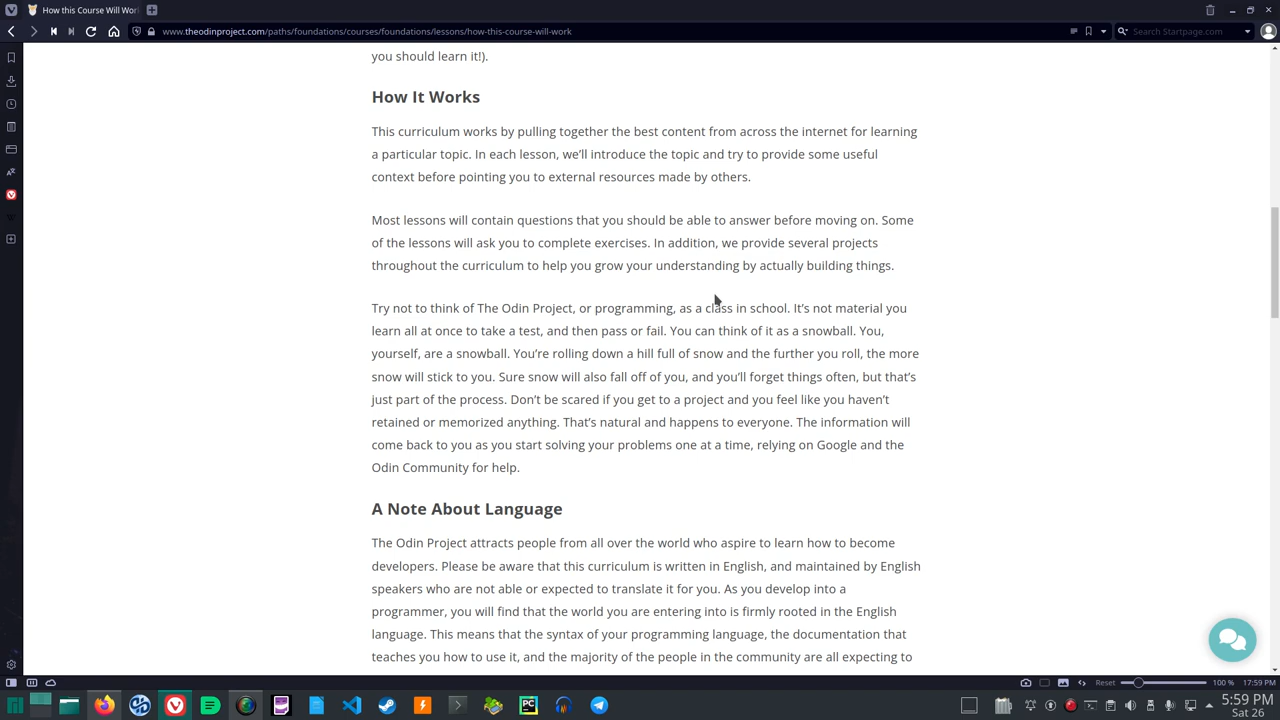 How this Course Will Wor
www.theodinproject.com/paths/foundations/courses/foundations/lessons/how-this-course-will-work
Search Startpage.com
you should learn it!).
How It Works
This curriculum works by pulling together the best content from across the internet for learning
a particular topic. In each lesson, we’ll introduce the topic and try to provide some useful
context before pointing you to external resources made by others.
Most lessons will contain questions that you should be able to answer before moving on. Some
of the lessons will ask you to complete exercises. In addition, we provide several projects
throughout the curriculum to help you grow your understanding by actually building things.
Try not to think of The Odin Project, or programming, as a class in school. It’s not material you
learn all at once to take a test, and then pass or fail. You can think of it as a snowball. You,
yourself, are a snowball. You’re rolling down a hill full of snow and the further you roll, the more
snow will stick to you. Sure snow will also fall off of you, and you’ll forget things often, but that’s
just part of the process. Don’t be scared if you get to a project and you feel like you haven’t
retained or memorized anything. That’s natural and happens to everyone. The information will
come back to you as you start solving your problems one at a time, relying on Google and the
Odin Community for help.
A Note About Language
The Odin Project attracts people from all over the world who aspire to learn how to become
developers. Please be aware that this curriculum is written in English, and maintained by English
speakers who are not able or expected to translate it for you. As you develop into a
programmer, you will find that the world you are entering into is firmly rooted in the English
language. This means that the syntax of your programming language, the documentation that
teaches you how to use it, and the majority of the people in the community are all expecting to
Reset
100 %
17:59 PM
PC
5:59 PM
Sat 26